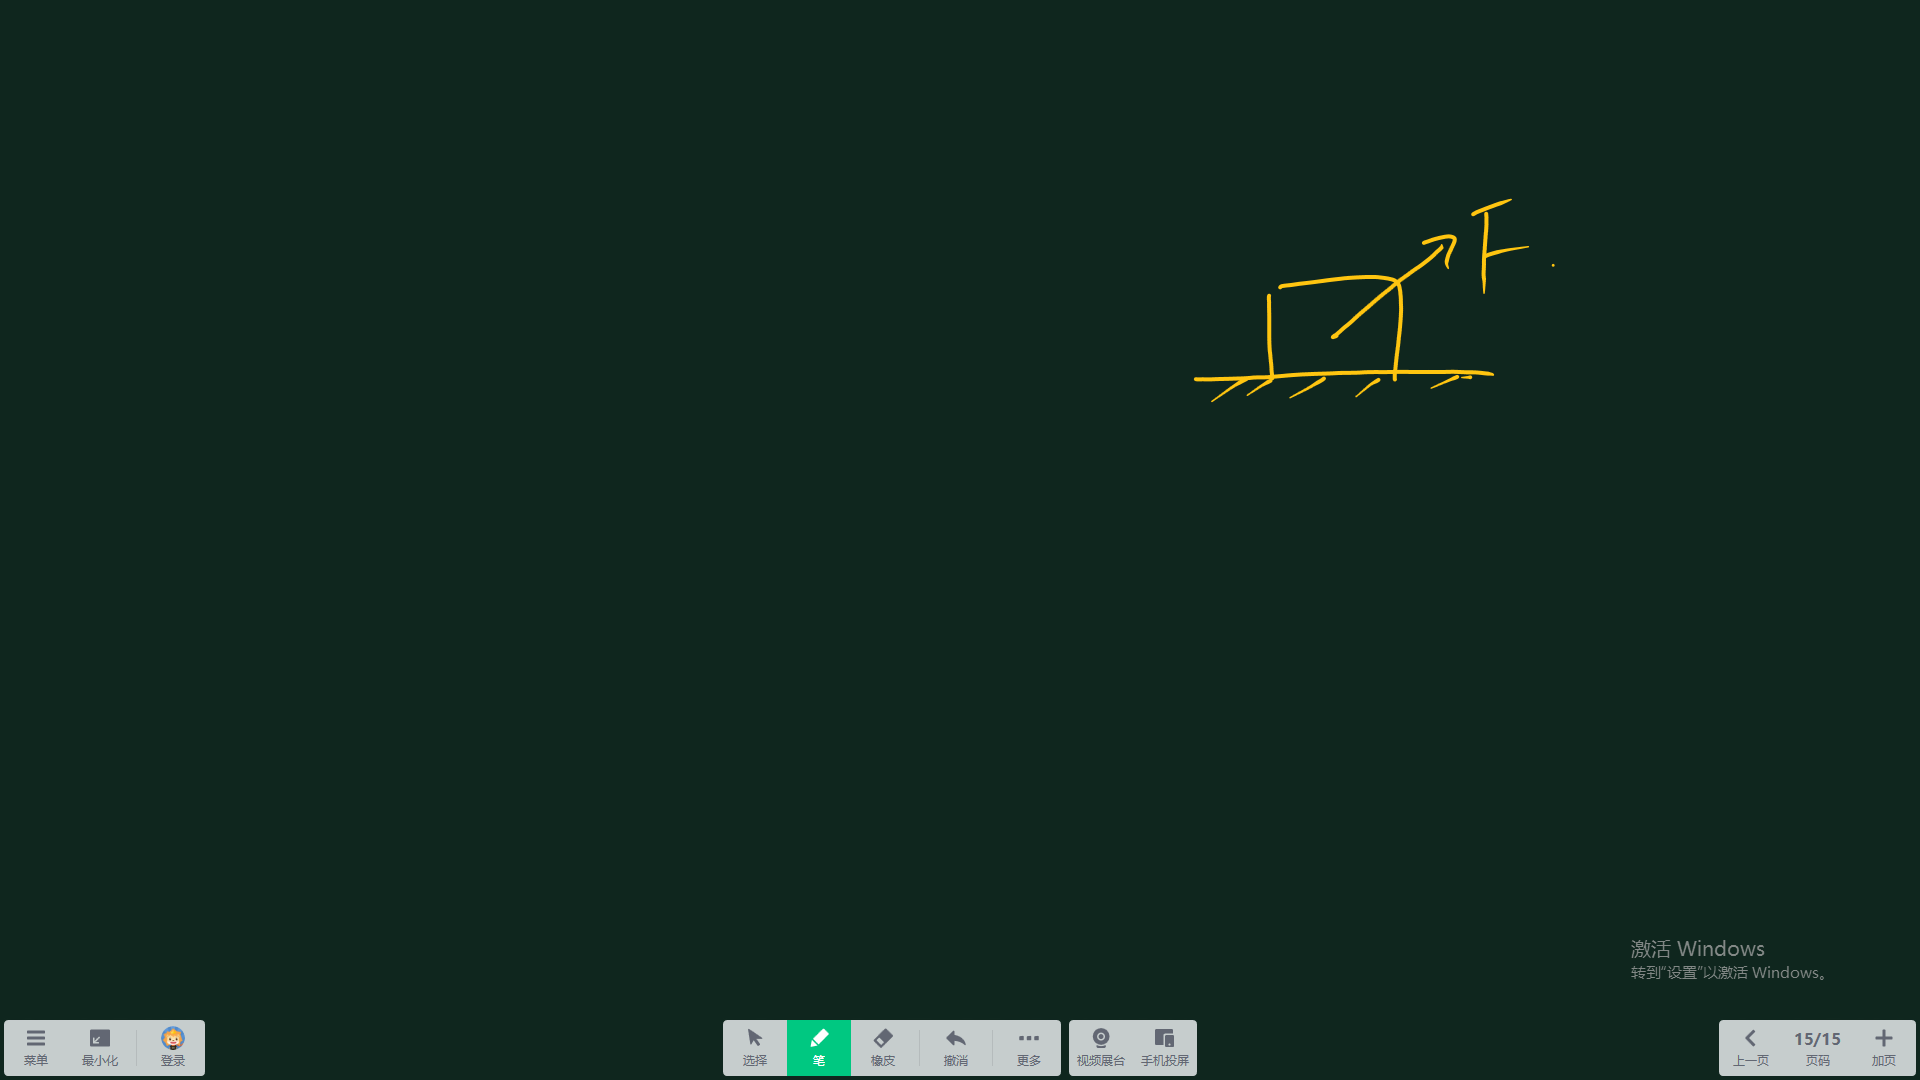 F
激活 Windows
转到“设置”以激活 Windows。
菜单
最小化
登录
选择
笔
橡皮
撤消
更多
视频展台
手机投屏
上一页
15/15
页码
加页